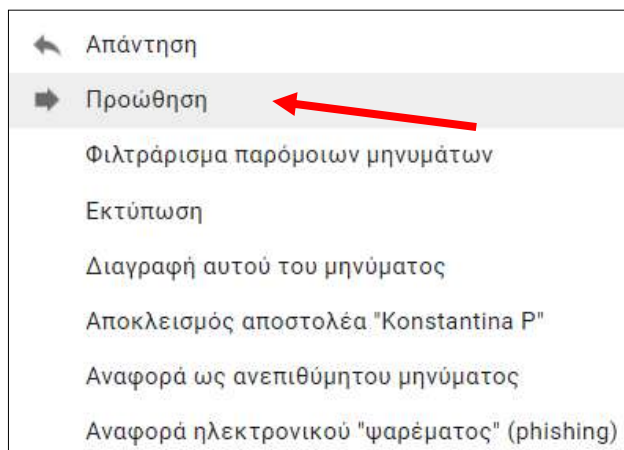 Απάντηση
Προώθηση
Φιλτράρισμα παρόμοιων μηνυμάτων
Εκτύπωση
Διαγραφή αυτού του μηνύματος
Αποκλεισμός αποστολέα "Konstantina P"
Αναφορά ως ανεπιθύμητου μηνύματος
Αναφορά ηλεκτρονικού "ψαρέματος" (phishing)